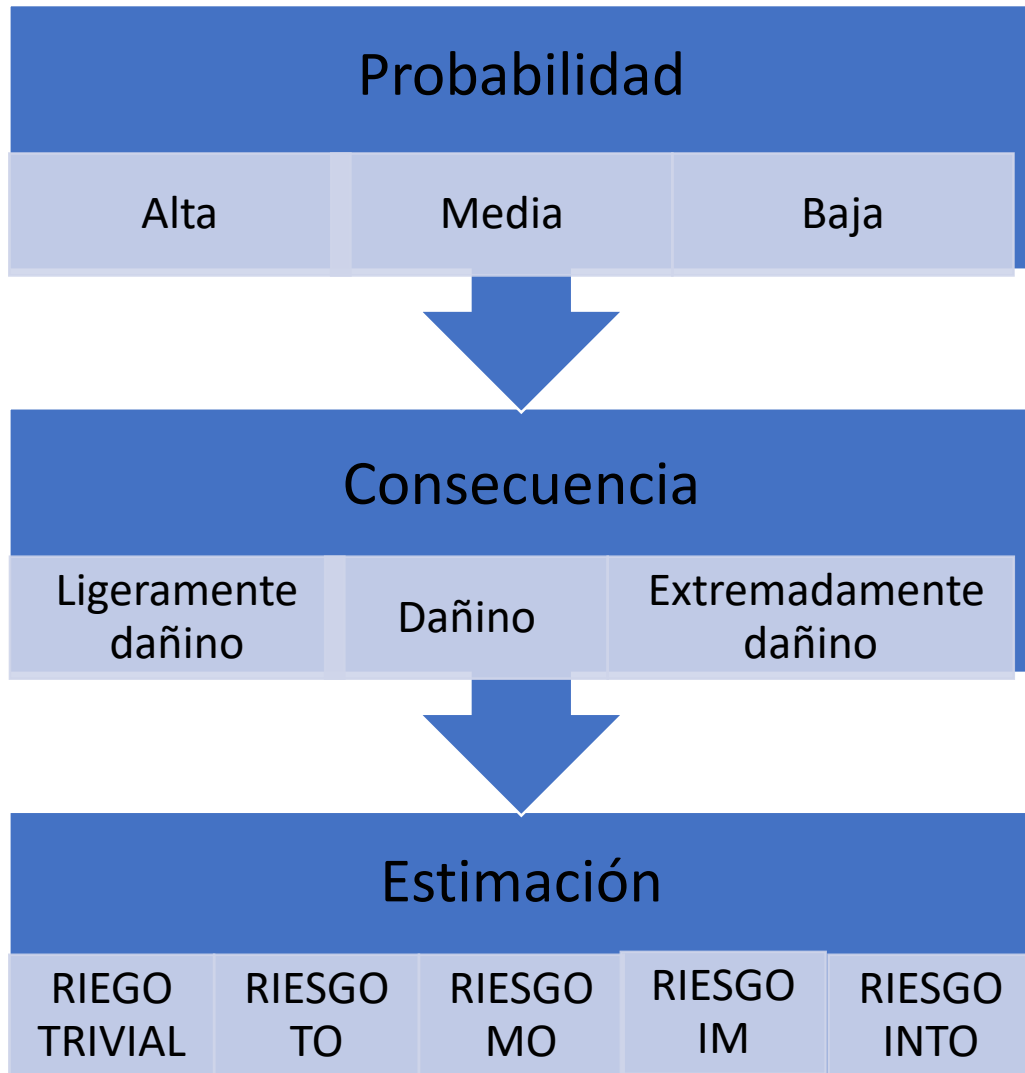 Probabilidad
Alta
Media
Baja
Consecuencia
Ligeramente
dañino
Dañino
Extremadamente
dañino
Estimación
RIEGO
TRIVIAL
RIESGO
TO
RIESGO
MO
RIESGO
IM
RIESGO
INTO